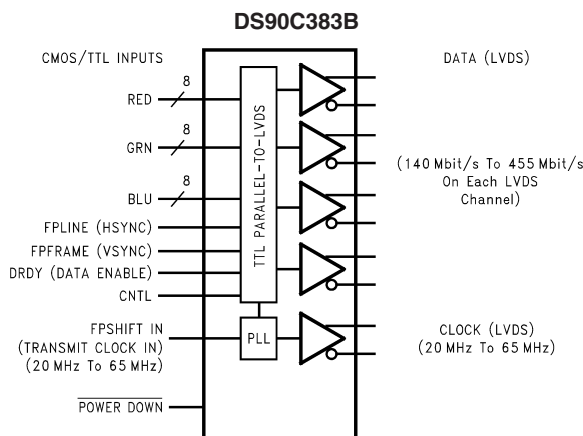 DS90C383B
CMOS/TTL INPUTS
DATA (LVDS)
8
RED
8
GRN
8
BLU
FPLINE (HSYNC)
FPFRAME (VSYNC)
DRDY (DATA ENABLE)
CNTL
TTL PARALLEL-TO-LVDS
(140 Mbit/s To 455 Mbit/s
On Each LVDS
Channel)
FPSHIFT IN
(TRANSMIT CLOCK IN)
(20 MHz To 65 MHz)
PLL
CLOCK (LVDS)
(20 MHz To 65 MHz)
POWER DOWN